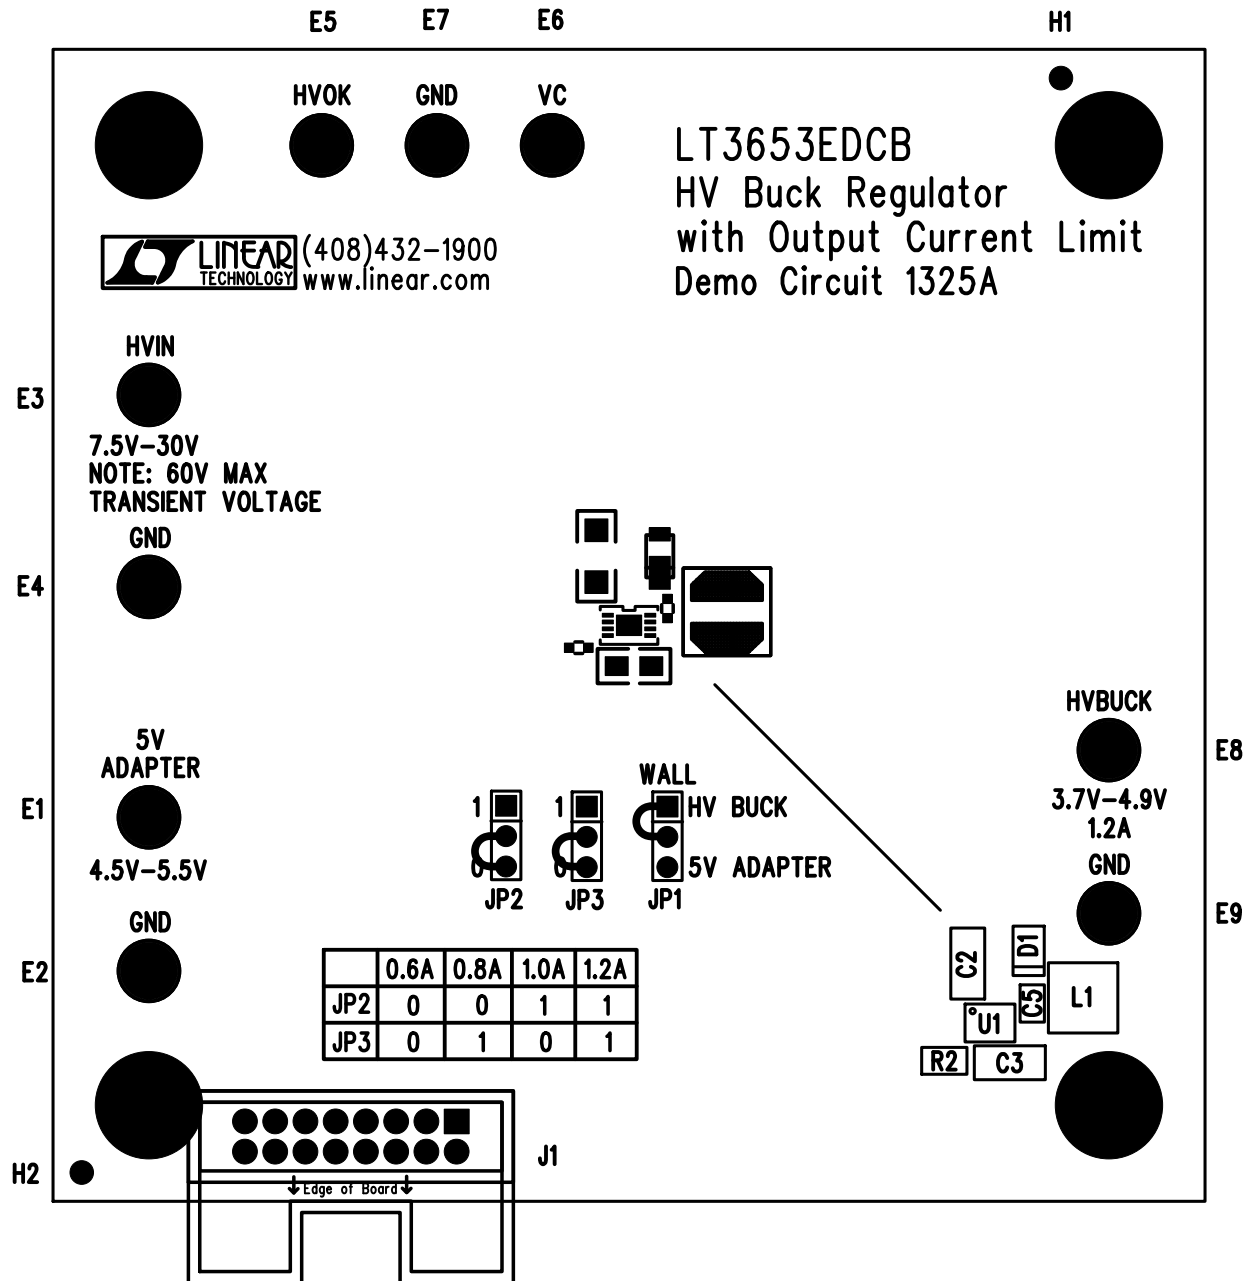 E5 E7 E6 H1
HVOK GND VC
LT3653EDCB
HV Buck Regulator
with Output Current Limit
Demo Circuit 1325A
LINEAR
TECHNOLOGY
(408)432-1900
www.linear.com
HVIN
E3
7.5V-30V
NOTE: 60V MAX
TRANSIENT VOLTAGE
GND
E4
5V
ADAPTER
E1
4.5V-5.5V
GND
E2
HVBUCK
E8
3.7V-4.9V
1.2A
GND
E9
WALL
1 1 HV BUCK
0 0 5V ADAPTER
JP2 JP3 JP1
0.6A 0.8A 1.0A 1.2A
JP2 0 0 1 1
JP3 0 1 0 1
C2 D1
C5 L1
U1
R2 C3
J1
H2
Edge of Board